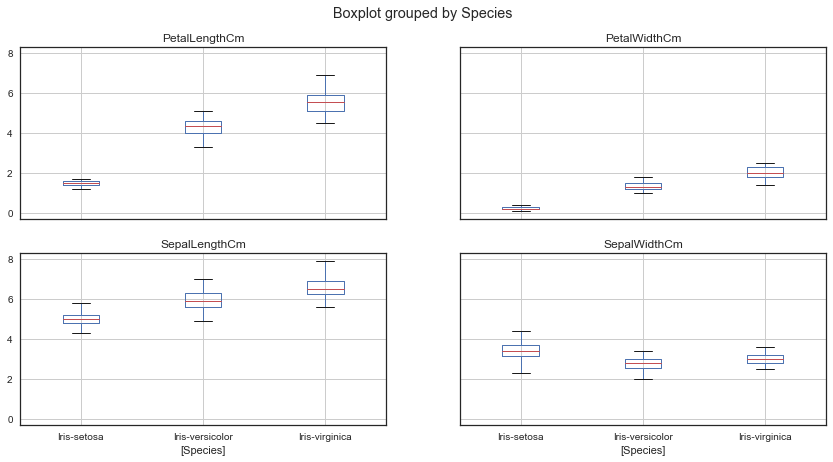 Boxplot grouped by Species
PetalLengthCm
PetalWidthCm
8
6
4
2
0
SepalLengthCm
SepalWidthCm
8
6
4
2
0
Iris-setosa Iris-versicolor Iris-virginica
[Species]
Iris-setosa Iris-versicolor Iris-virginica
[Species]